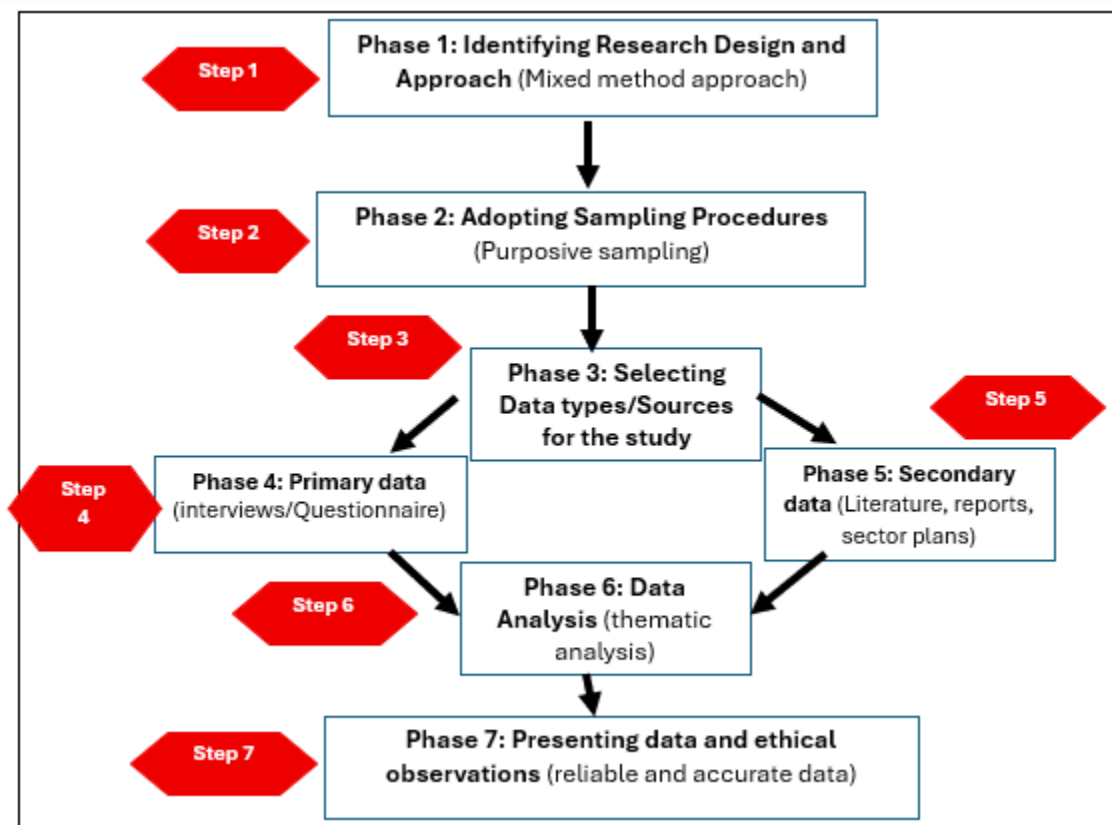 Step 1
Phase 1: Identifying Research Design and
Approach (Mixed method approach)
Step 2
Phase 2: Adopting Sampling Procedures
(Purposive sampling)
Step 3
Phase 3: Selecting
Data types/Sources
for the study
Step 4
Phase 4: Primary data
(interviews/Questionnaire)
Step 5
Phase 5: Secondary
data (Literature, reports,
sector plans)
Step 6
Phase 6: Data
Analysis (thematic
analysis)
Step 7
Phase 7: Presenting data and ethical
observations (reliable and accurate data)